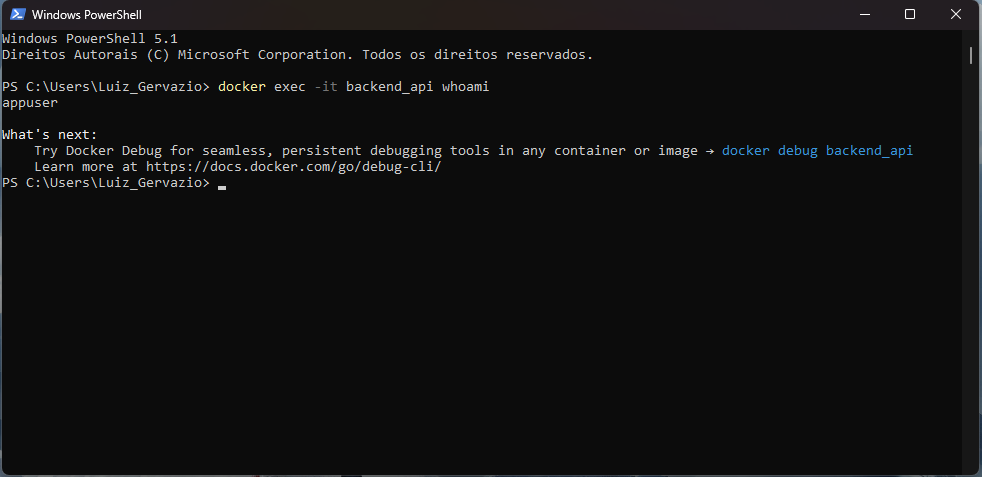 Windows PowerShell
Windows PowerShell 5.1
Direitos Autorais (C) Microsoft Corporation. Todos os direitos reservados.
PS C:\Users\Luiz_Gervazio> docker exec -it backend_api whoami
appuser
What's next:
    Try Docker Debug for seamless, persistent debugging tools in any container or image → docker debug backend_api
    Learn more at https://docs.docker.com/go/debug-cli/
PS C:\Users\Luiz_Gervazio>